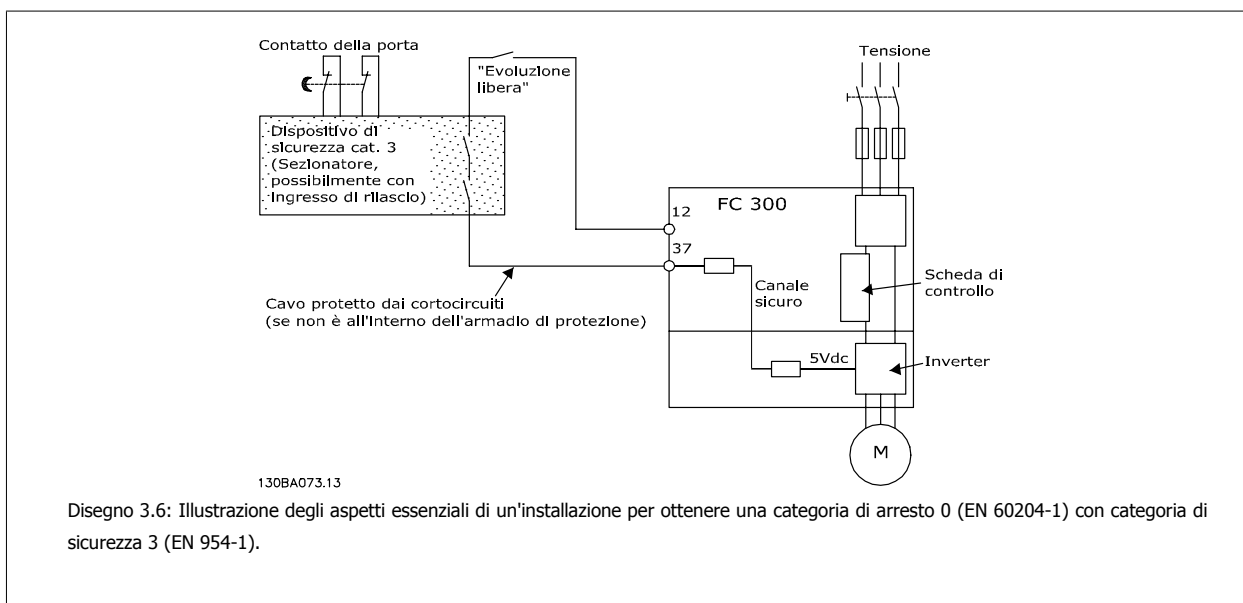 Contatto della porta
"Evoluzione
libera"
Tensione
Dispositivo di
sicurezza cat. 3
(Sezionatore,
possibilmente con
ingresso di rilascio)
12
FC 300
37
Canale
sicuro
Scheda di
controllo
Cavo protetto dai cortocircuiti
(se non è all'interno dell'armadio di protezione)
5Vdc
Inverter
M
130BA073.13
Disegno 3.6: Illustrazione degli aspetti essenziali di un'installazione per ottenere una categoria di arresto 0 (EN 60204-1) con categoria di
sicurezza 3 (EN 954-1).